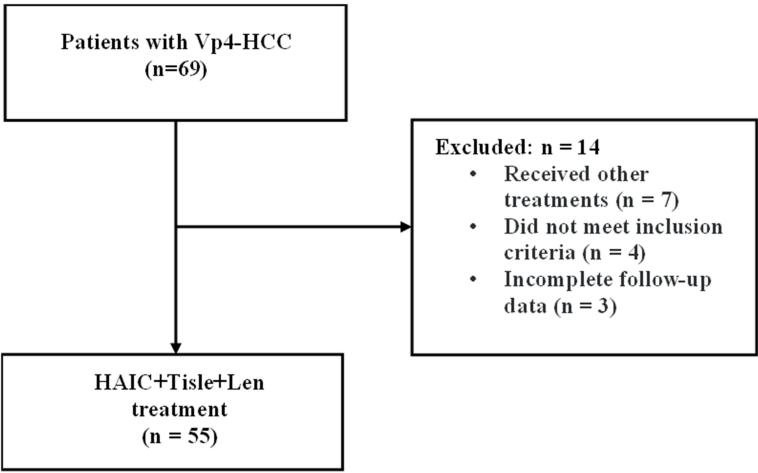 Patients with Vp4-HCC
(n=69)
Excluded: n = 14
• Received other
treatments (n = 7)
• Did not meet inclusion
criteria (n = 4)
• Incomplete follow-up
data (n = 3)
HAIC+Tisle+Len
treatment
(n = 55)